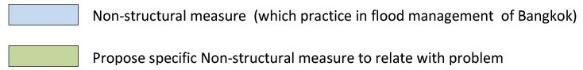 Non-structural measure (which practice in flood management of Bangkok)
Propose specific Non-structural measure to relate with problem